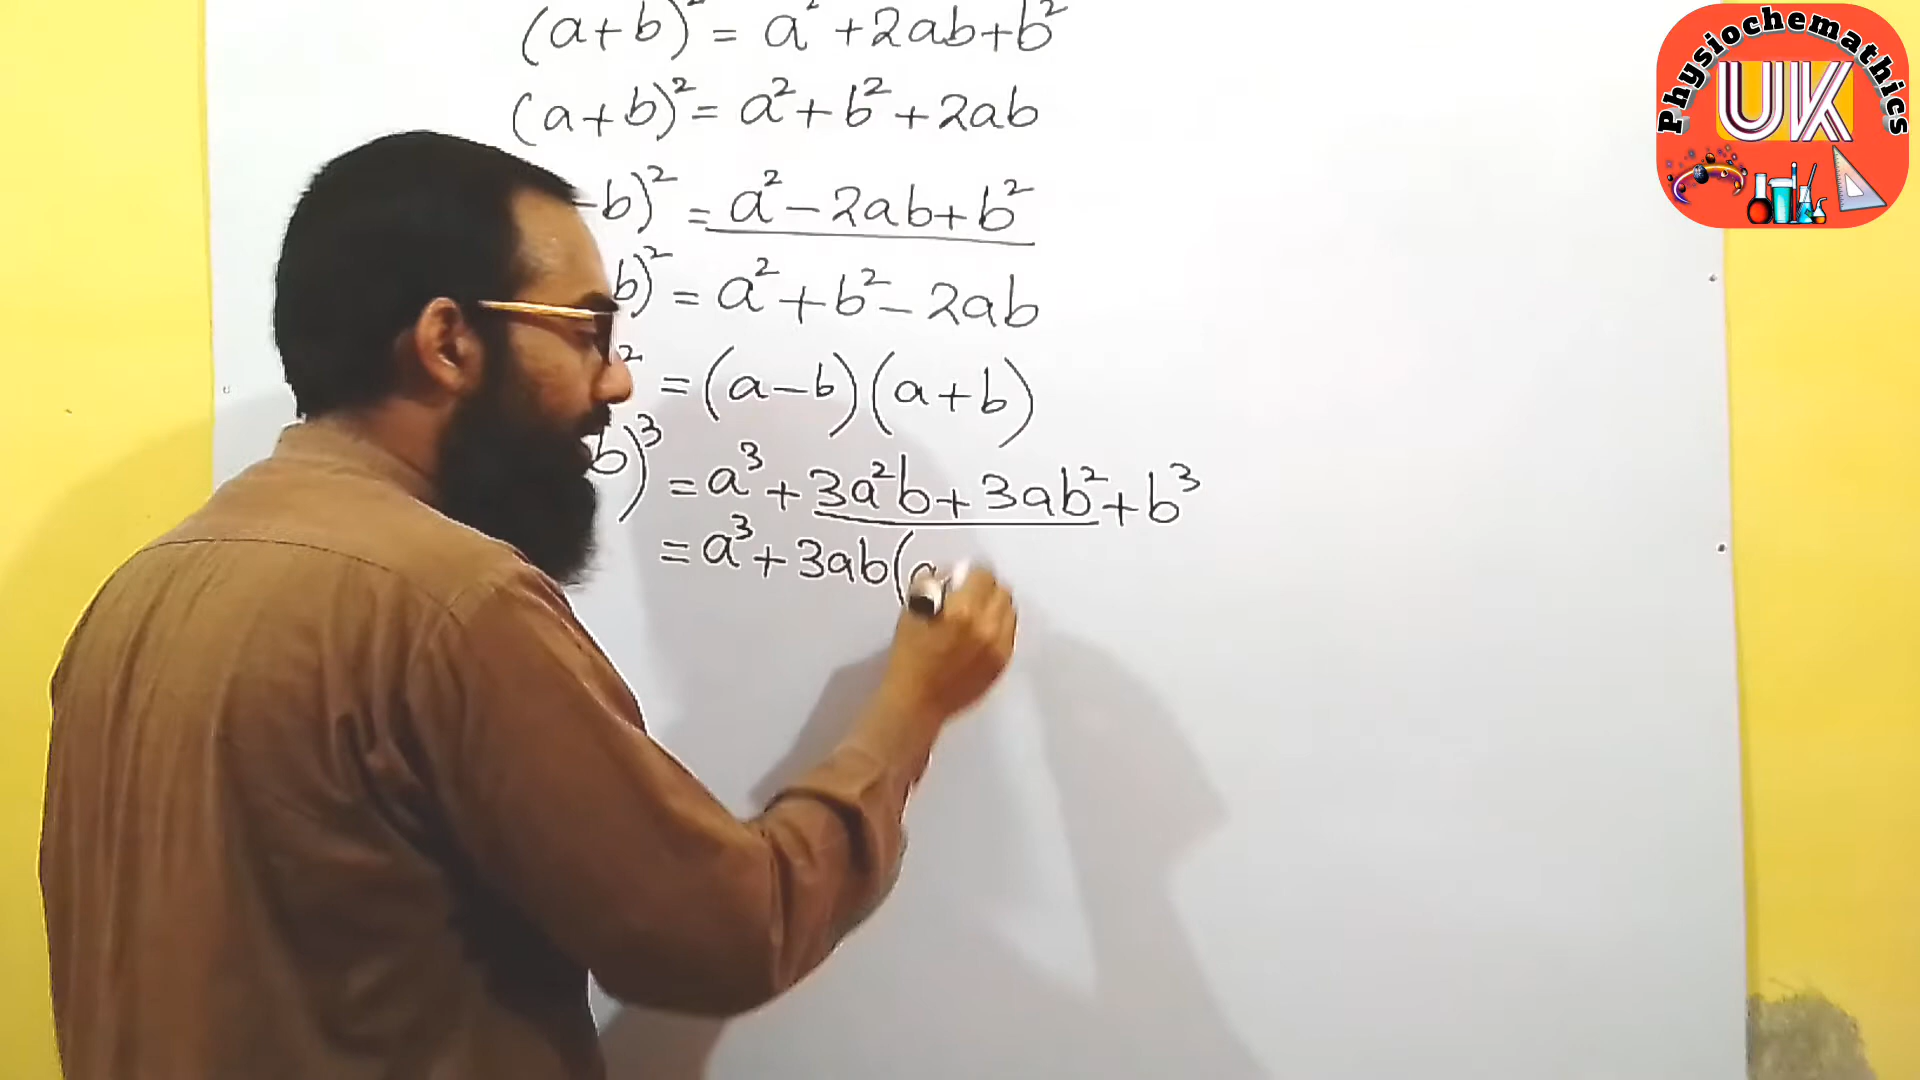 (a+b)² = a² +2ab+b²
(a+b)² = a²+b²+2ab
-b)² = a²-2ab+b²
b)² = a²+b²-2ab
² = (a-b)(a+b)
b)³ = a³+3a²b+3ab²+b³
= a³+3ab(a
Physiochemathics
UK